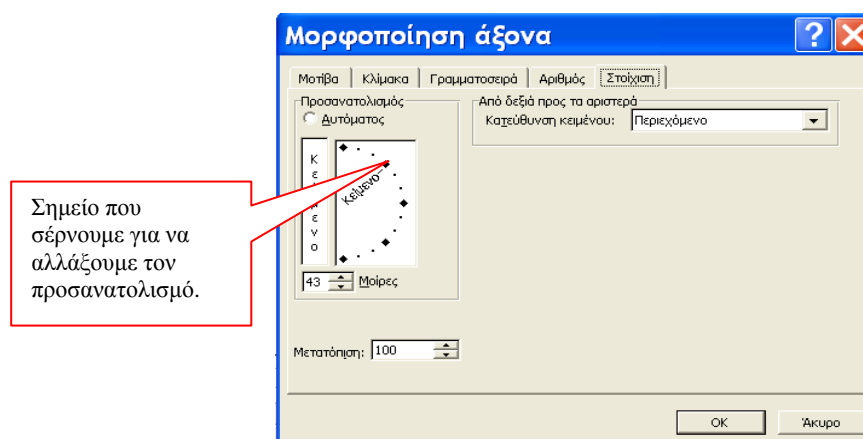 Μορφοποίηση άξονα
Μοτίβα Κλίμακα Γραμματοσειρά Αριθμός Στοίχιση
Προσανατολισμός
Αυτόματος
Κείμενο
Κείμενο
43 Μοίρες
Από δεξιά προς τα αριστερά
Κατεύθυνση κειμένου: Περιεχόμενο
Σημείο που
σέρνουμε για να
αλλάξουμε τον
προσανατολισμό.
Μετατόπιση: 100
OK Άκυρο